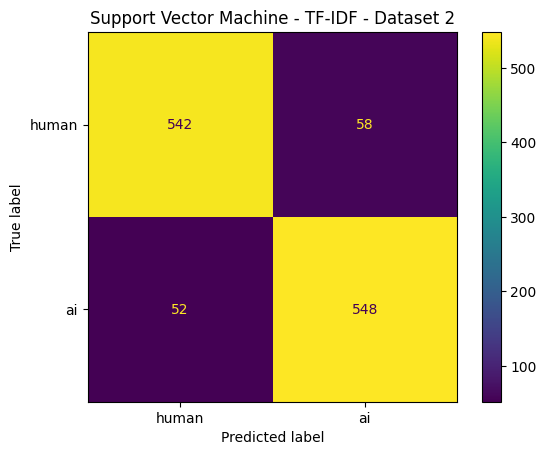 Support Vector Machine - TF-IDF - Dataset 2
human
542
58
ai
52
548
human
ai
Predicted label
True label
500
400
300
200
100